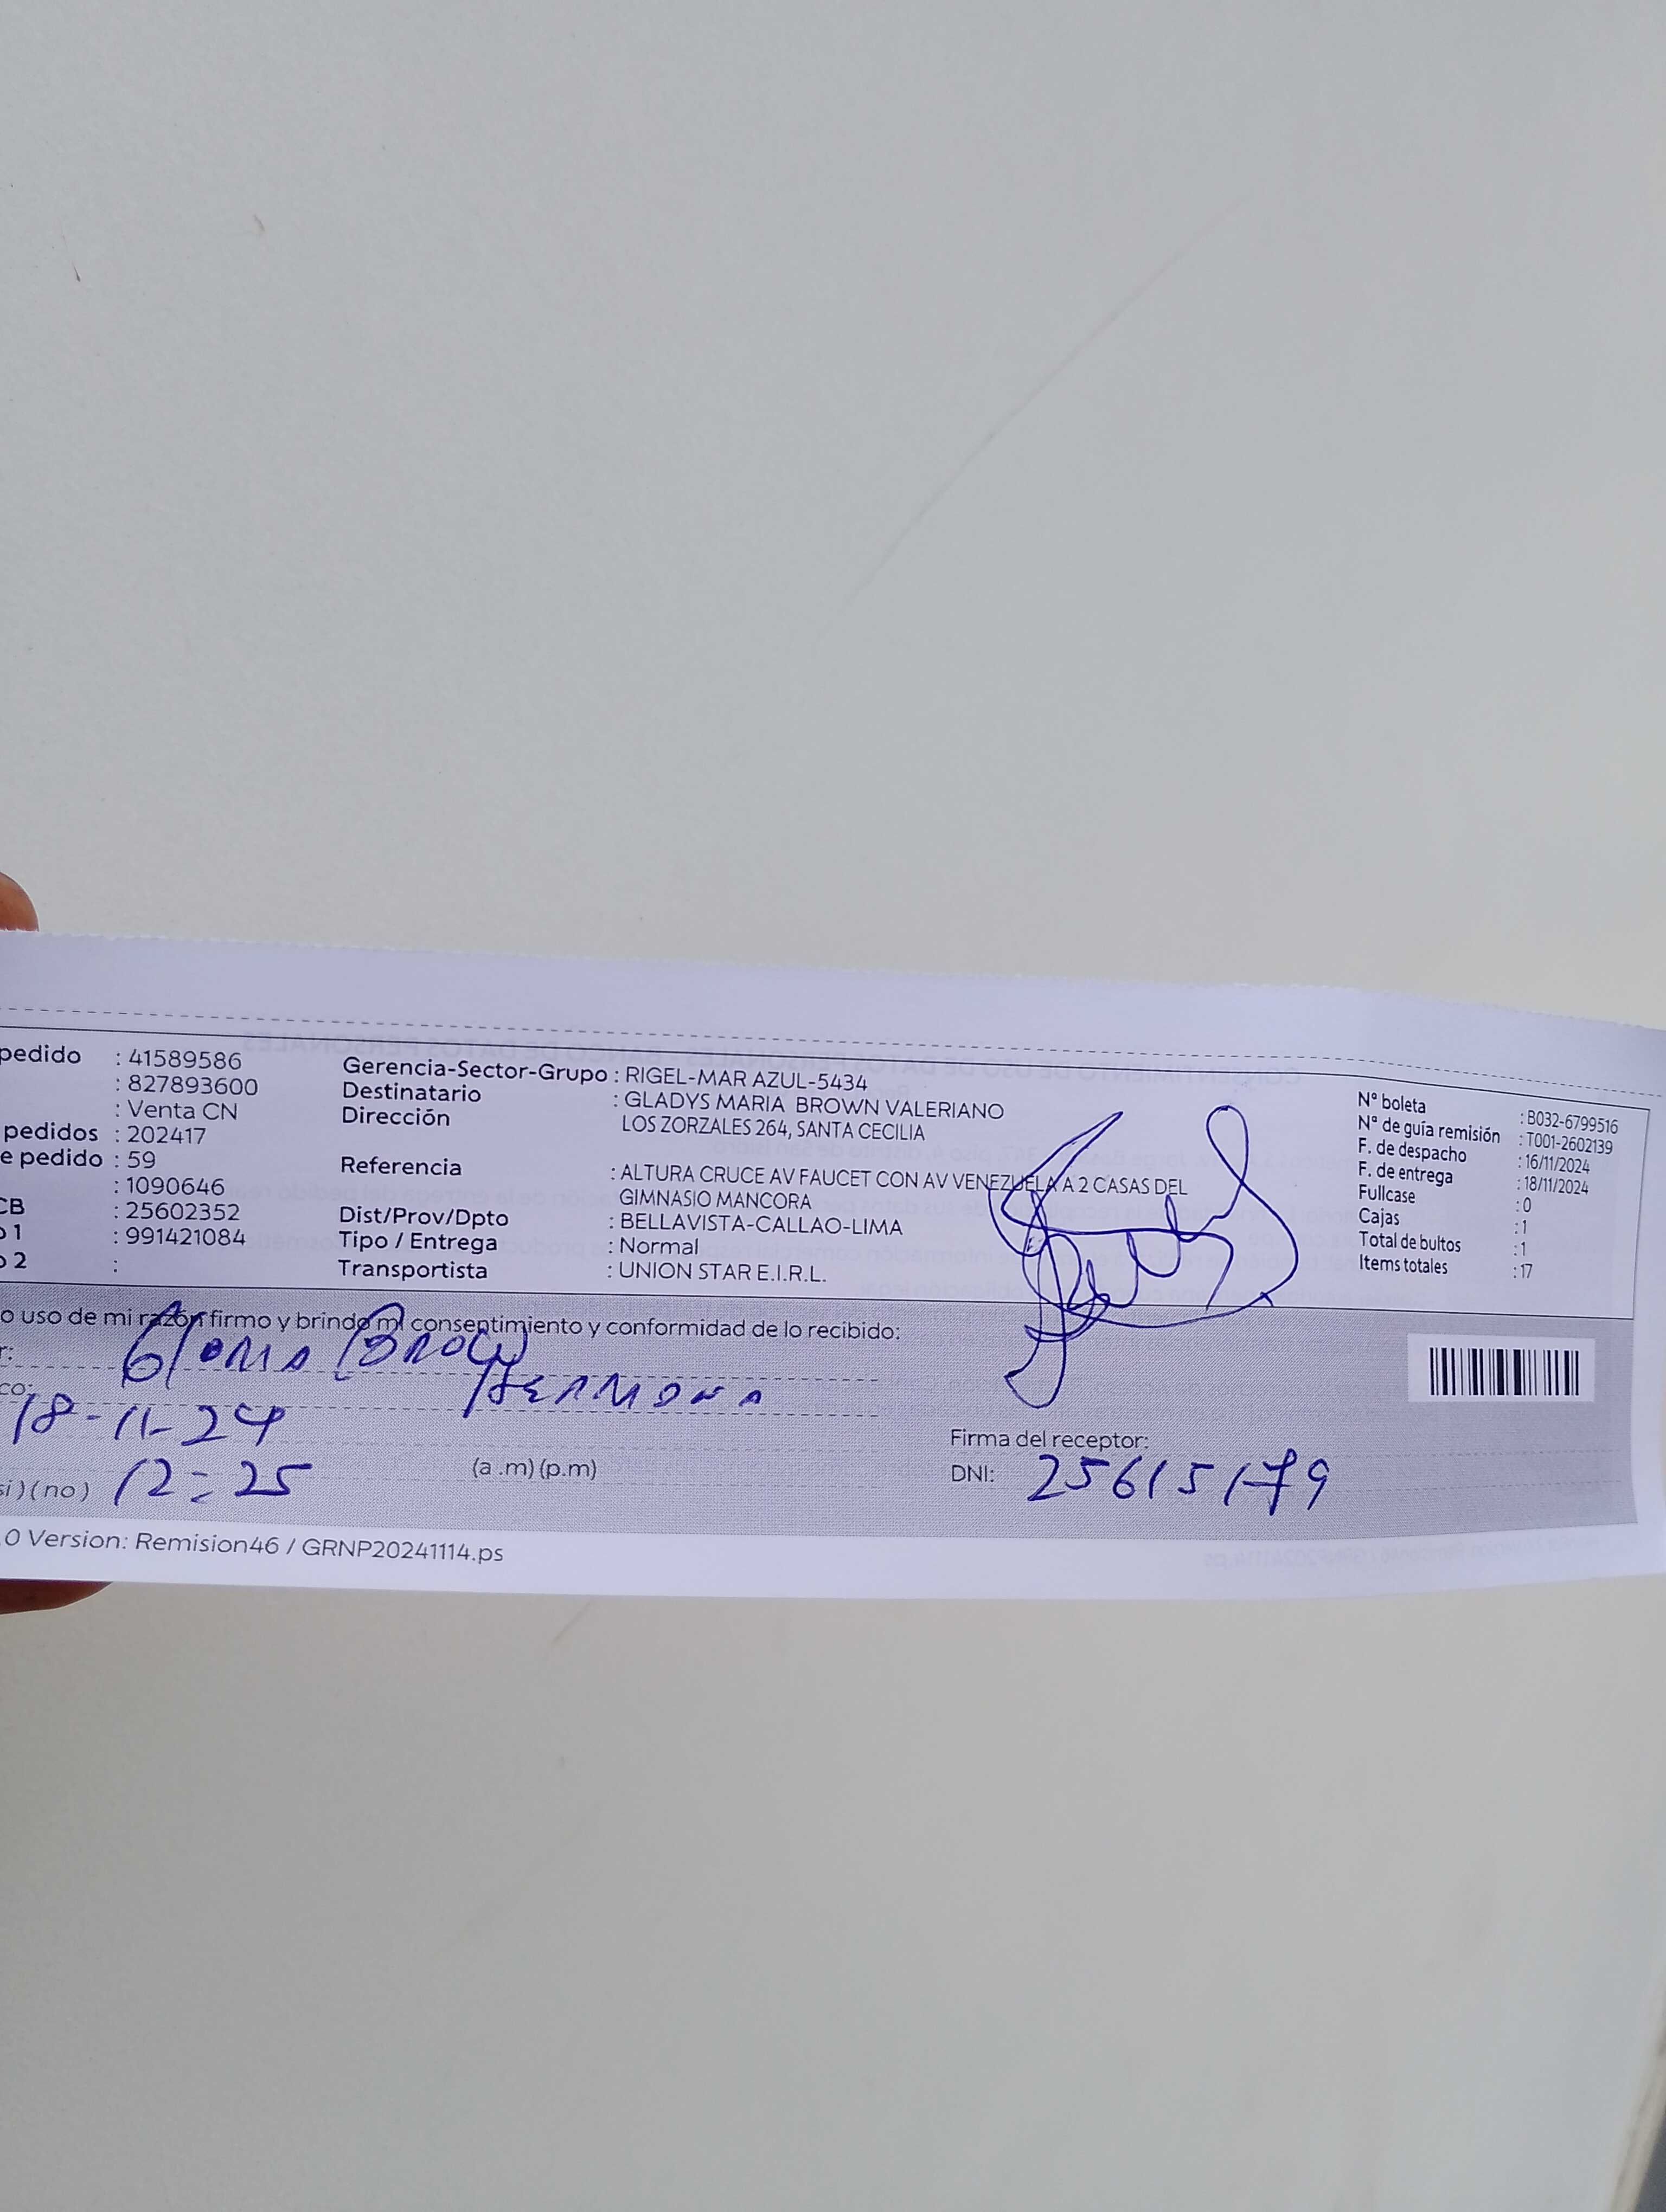 pedido : 41589586
: 827893600
: Venta CN
pedidos : 202417
e pedido : 59
: 1090646
CB : 25602352
o 1 : 991421084
o 2 :
Gerencia-Sector-Grupo : RIGEL-MAR AZUL-5434
Destinatario : GLADYS MARIA BROWN VALERIANO
Dirección LOS ZORZALES 264, SANTA CECILIA
Referencia : ALTURA CRUCE AV FAUCET CON AV VENEZUELA A 2 CASAS DEL
GIMNASIO MANCORA
Dist/Prov/Dpto : BELLAVISTA-CALLAO-LIMA
Tipo / Entrega : Normal
Transportista : UNION STAR E.I.R.L.
Nº boleta : B032-6799516
Nº de guía remisión : T001-2602139
F. de despacho : 16/11/2024
F. de entrega : 18/11/2024
Fullcase : 0
Cajas : 1
Total de bultos : 1
Items totales : 17
o uso de mi razón firmo y brindo mi consentimiento y conformidad de lo recibido:
r: Gloria Brow
co: HERMANA
18-11-24
si ) ( no ) 12:25 (a .m) (p.m)
Firma del receptor:
DNI: 25615179
.0 Version: Remision46 / GRNP20241114.ps